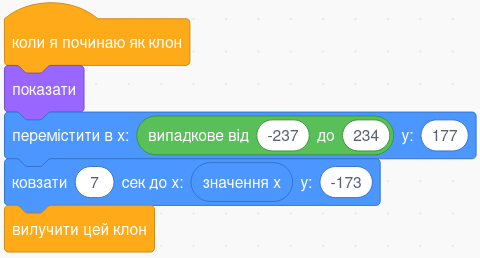 коли я починаю як клон
показати
перемістити в x: випадкове від -237 до 234 y: 177
ковзати 7 сек до x: значення x y: -173
вилучити цей клон